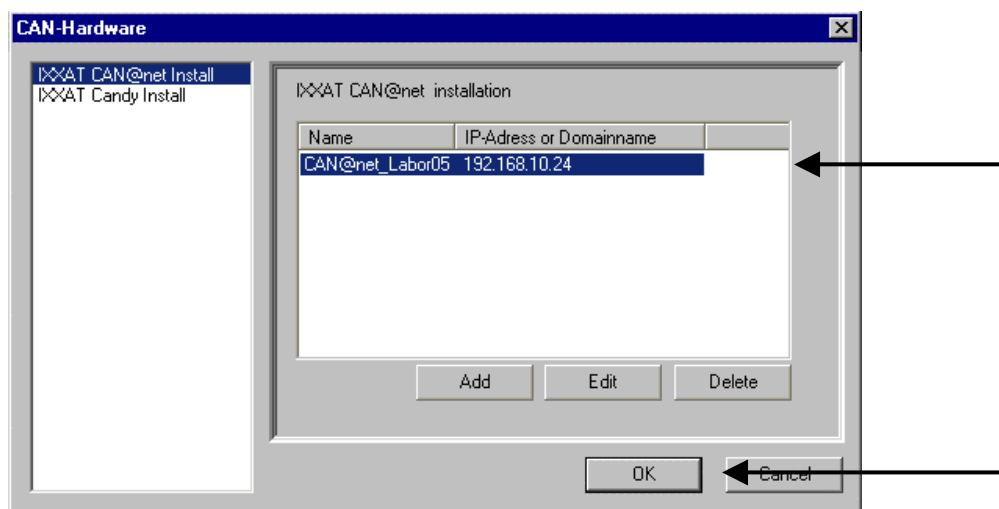 CAN-Hardware
IXXAT CAN@net Install
IXXAT Candy Install
IXXAT CAN@net installation
Name IP-Adress or Domainname
CAN@net_Labor05 192.168.10.24
Add Edit Delete
OK Cancel